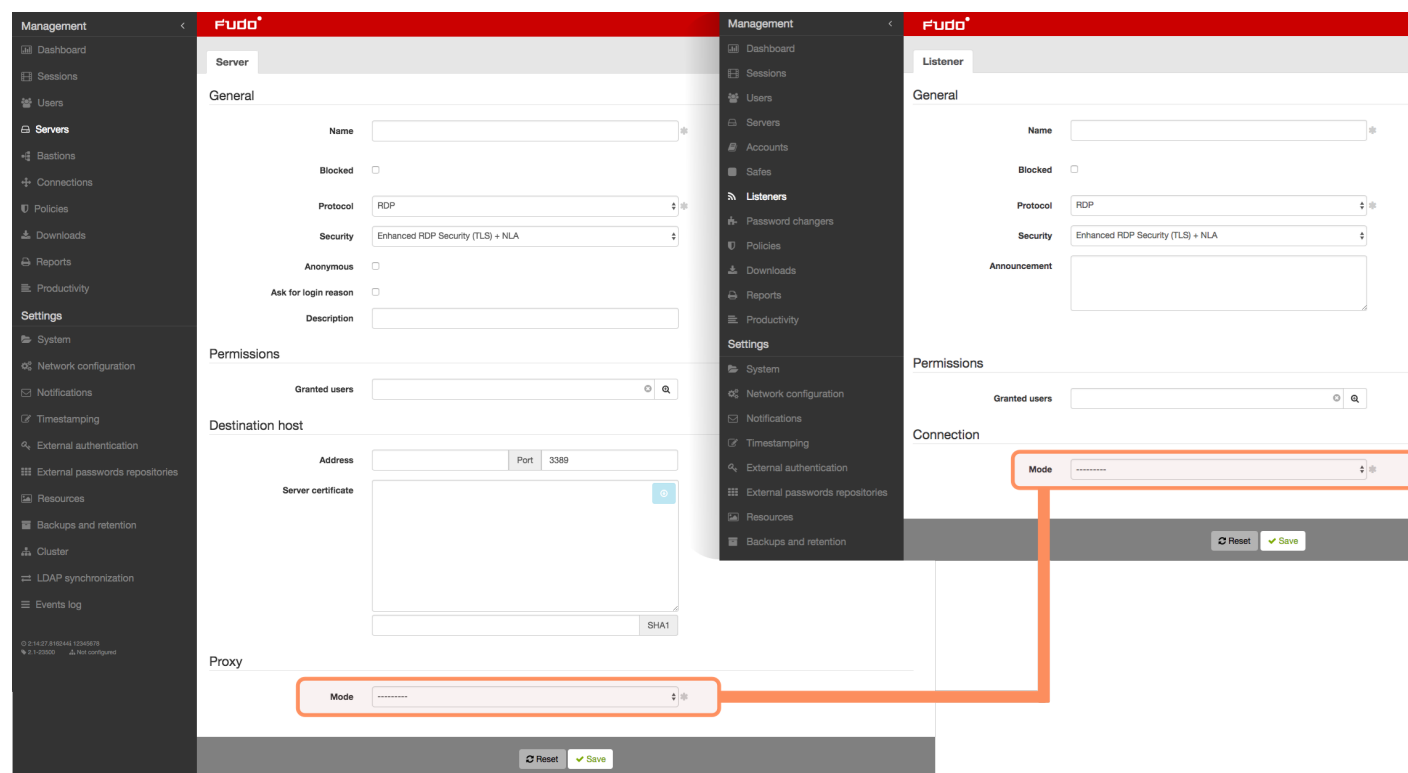 Management
Dashboard
Sessions
Users
Servers
Bastions
Connections
Policies
Downloads
Reports
Productivity
Settings
System
Network configuration
Notifications
Timestamping
External authentication
External passwords repositories
Resources
Backups and retention
Cluster
LDAP synchronization
Events log
Not configured
FUDO
Server
General
Name
Blocked
Protocol RDP
Security Enhanced RDP Security (TLS) + NLA
Anonymous
Ask for login reason
Description
Permissions
Granted users
Destination host
Address Port 3389
Server certificate
SHA1
Proxy
Mode ---------
Reset Save
Management
Dashboard
Sessions
Users
Servers
Accounts
Safes
Listeners
Password changers
Policies
Downloads
Reports
Productivity
Settings
System
Network configuration
Notifications
Timestamping
External authentication
External passwords repositories
Resources
Backups and retention
FUDO
Listener
General
Name
Blocked
Protocol RDP
Security Enhanced RDP Security (TLS) + NLA
Announcement
Permissions
Granted users
Connection
Mode ---------
Reset Save